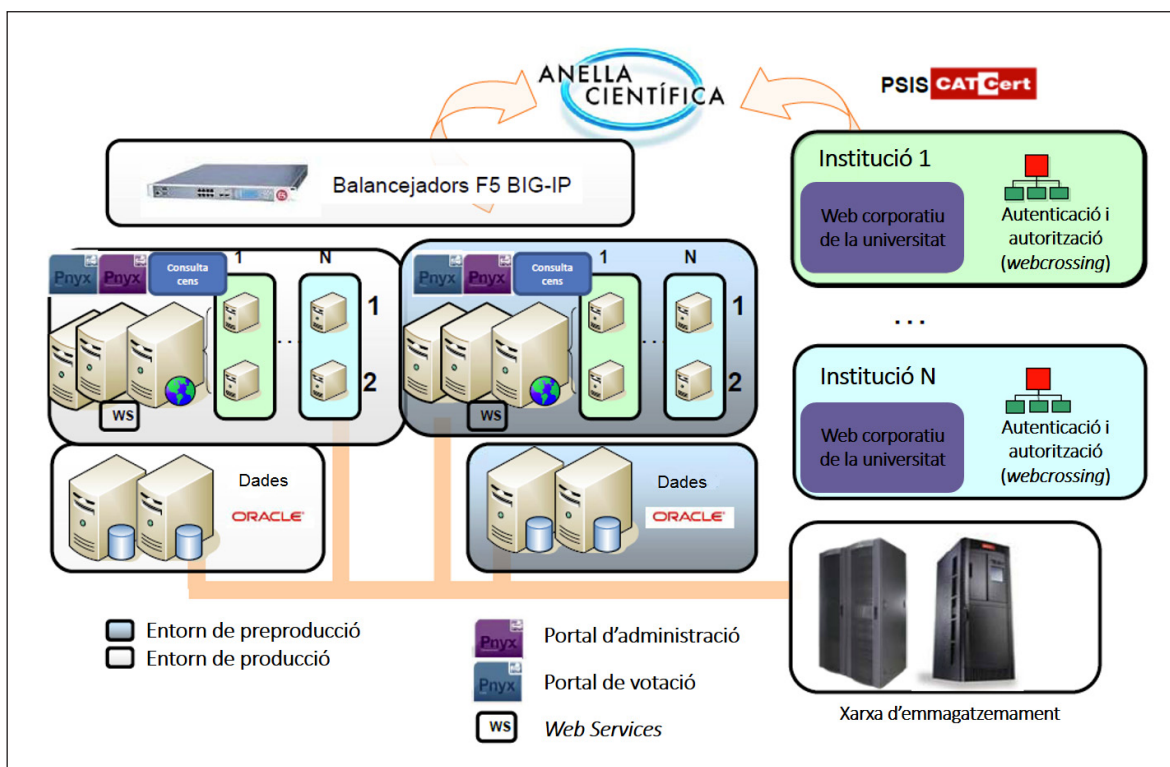 ANELLA
CIENTÍFICA
PSIS CATCert
Balancejadors F5 BIG-IP
Institució 1
Web corporatiu
de la universitat
Autenticació i
autorització
(webcrossing)
...
Institució N
Web corporatiu
de la universitat
Autenticació i
autorització
(webcrossing)
Pnyx
Pnyx
Consulta
cens
1
N
...
1
2
WS
Pnyx
Pnyx
Consulta
cens
1
N
...
1
2
WS
Dades
ORACLE
Dades
ORACLE
Entorn de preproducció
Entorn de producció
Pnyx
Portal d'administració
Pnyx
Portal de votació
WS
Web Services
Xarxa d'emmagatzemament